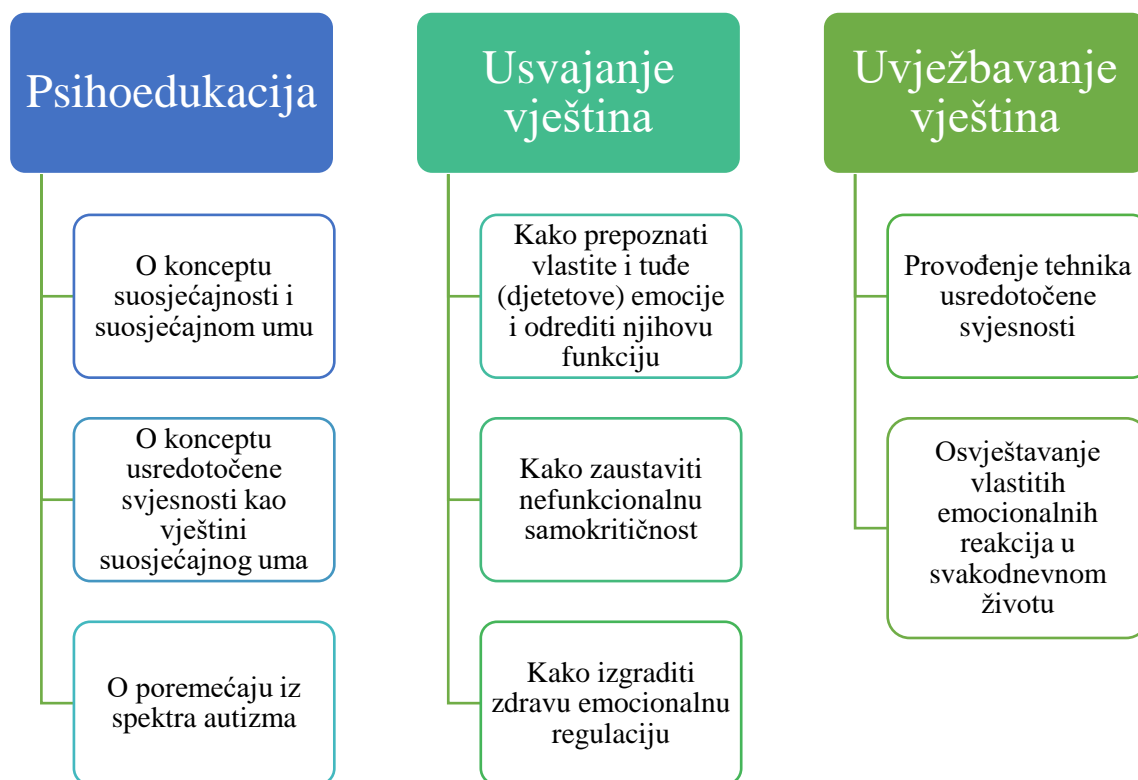 Psihoedukacija
O konceptu
suosjećajnosti i
suosjećajnom umu
O konceptu
usredotočene
svjesnosti kao
vještini
suosjećajnog uma
O poremećaju iz
spektra autizma
Usvajanje
vještina
Kako prepoznati
vlastite i tuđe
(djetetove) emocije
i odrediti njihovu
funkciju
Kako zaustaviti
nefunkcionalnu
samokritičnost
Kako izgraditi
zdravu emocionalnu
regulaciju
Uvježbavanje
vještina
Provođenje tehnika
usredotočene
svjesnosti
Osvještavanje
vlastitih
emocionalnih
reakcija u
svakodnevnom
životu